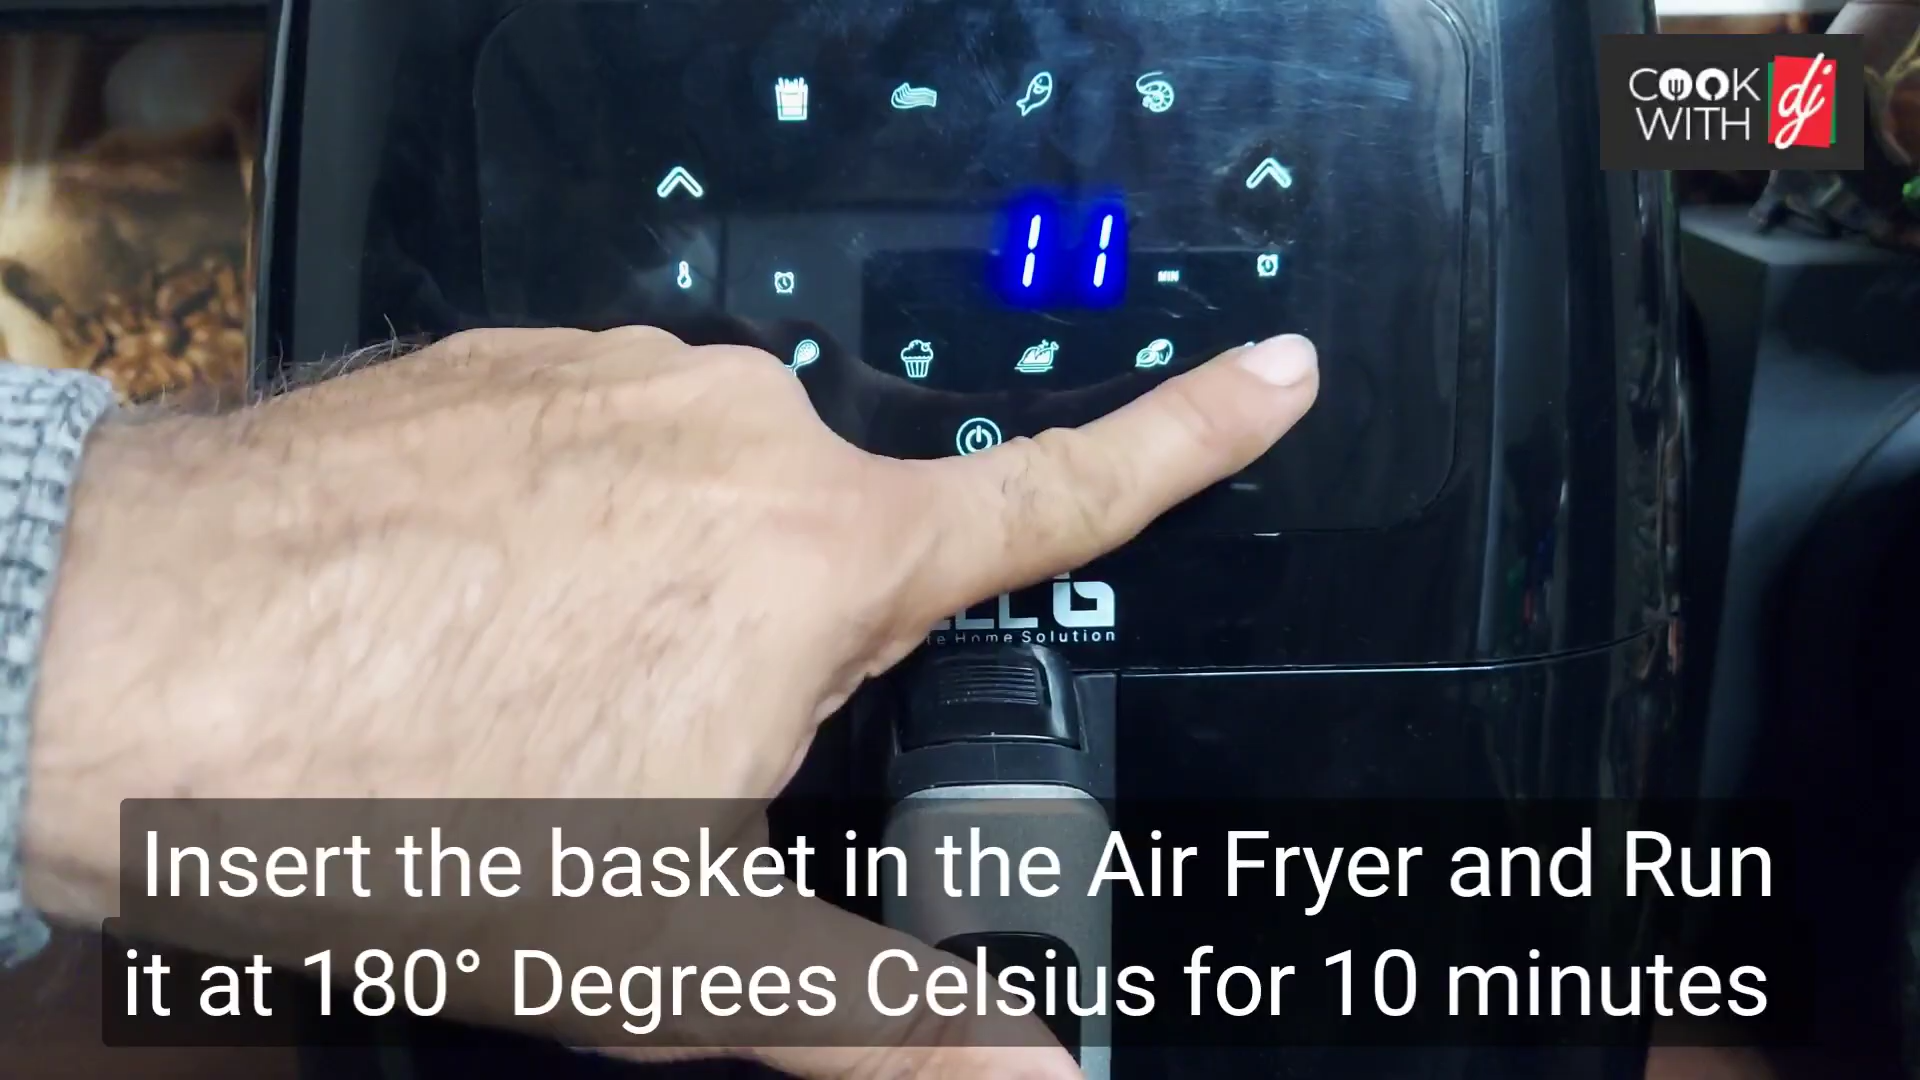 COOK
WITH dj
11
MIN
Home Solution
Insert the basket in the Air Fryer and Run
it at 180° Degrees Celsius for 10 minutes